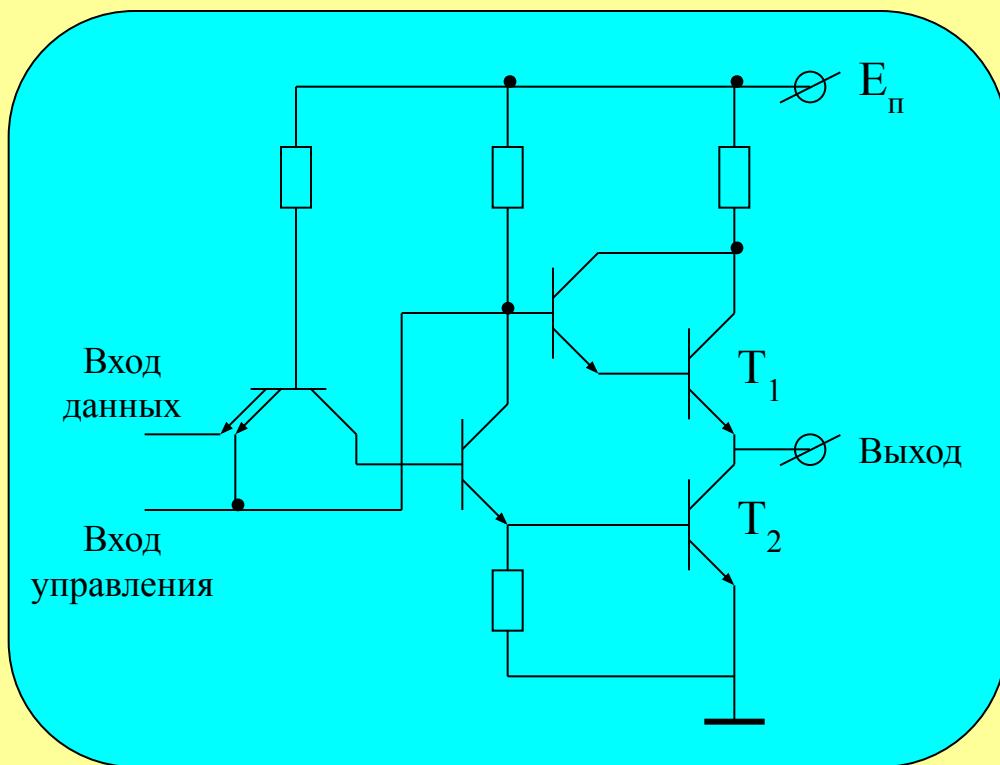 Eп
Вход
данных
T1
Выход
Вход
управления
T2